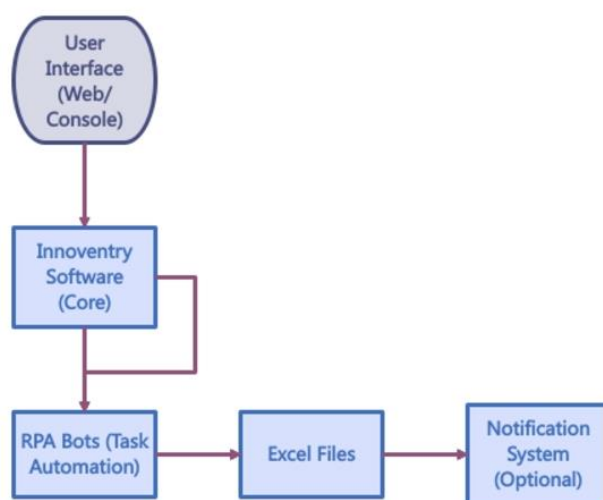 User
Interface
(Web/
Console)
Innoventry
Software
(Core)
RPA Bots (Task
Automation)
Excel Files
Notification
System
(Optional)